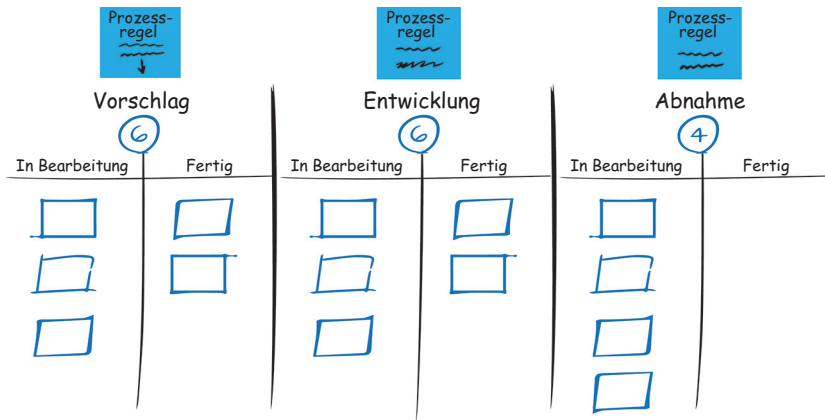 Prozess-
regel
Prozess-
regel
Prozess-
regel
Vorschlag
Entwicklung
Abnahme
6
6
4
In Bearbeitung
Fertig
In Bearbeitung
Fertig
In Bearbeitung
Fertig